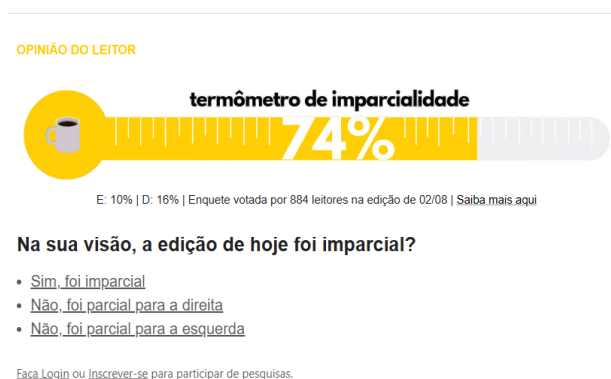 OPINIÃO DO LEITOR
termômetro de imparcialidade
74%
E: 10% | D: 16% | Enquete votada por 884 leitores na edição de 02/08 | Saiba mais aqui
Na sua visão, a edição de hoje foi imparcial?
• Sim, foi imparcial
• Não, foi parcial para a direita
• Não, foi parcial para a esquerda
Faça Login ou Inscrever-se para participar de pesquisas.